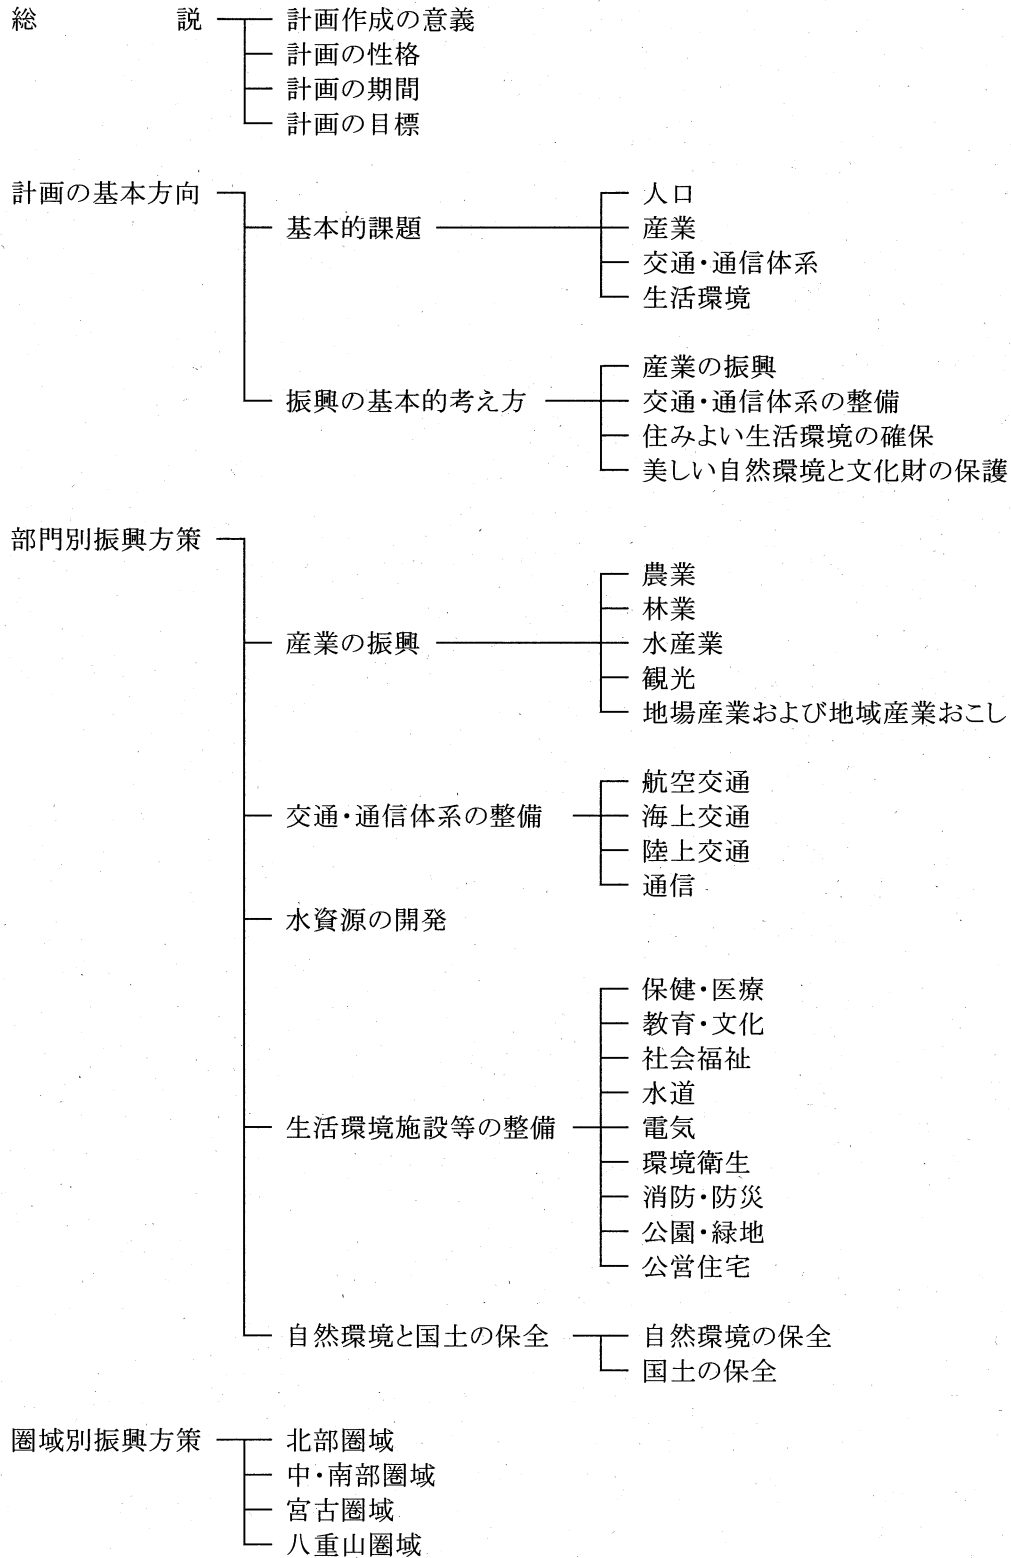 総 説 計画作成の意義
計画の性格
計画の期間
計画の目標
計画の基本方向 人口
基本的課題 産業
交通・通信体系
生活環境
産業の振興
振興の基本的考え方 交通・通信体系の整備
住みよい生活環境の確保
美しい自然環境と文化財の保護
部門別振興方策
農業
林業
産業の振興 水産業
観光
地場産業および地域産業おこし
航空交通
交通・通信体系の整備 海上交通
陸上交通
通信
水資源の開発
保健・医療
教育・文化
社会福祉
水道
生活環境施設等の整備 電気
環境衛生
消防・防災
公園・緑地
公営住宅
自然環境と国土の保全 自然環境の保全
国土の保全
圏域別振興方策 北部圏域
中・南部圏域
宮古圏域
八重山圏域